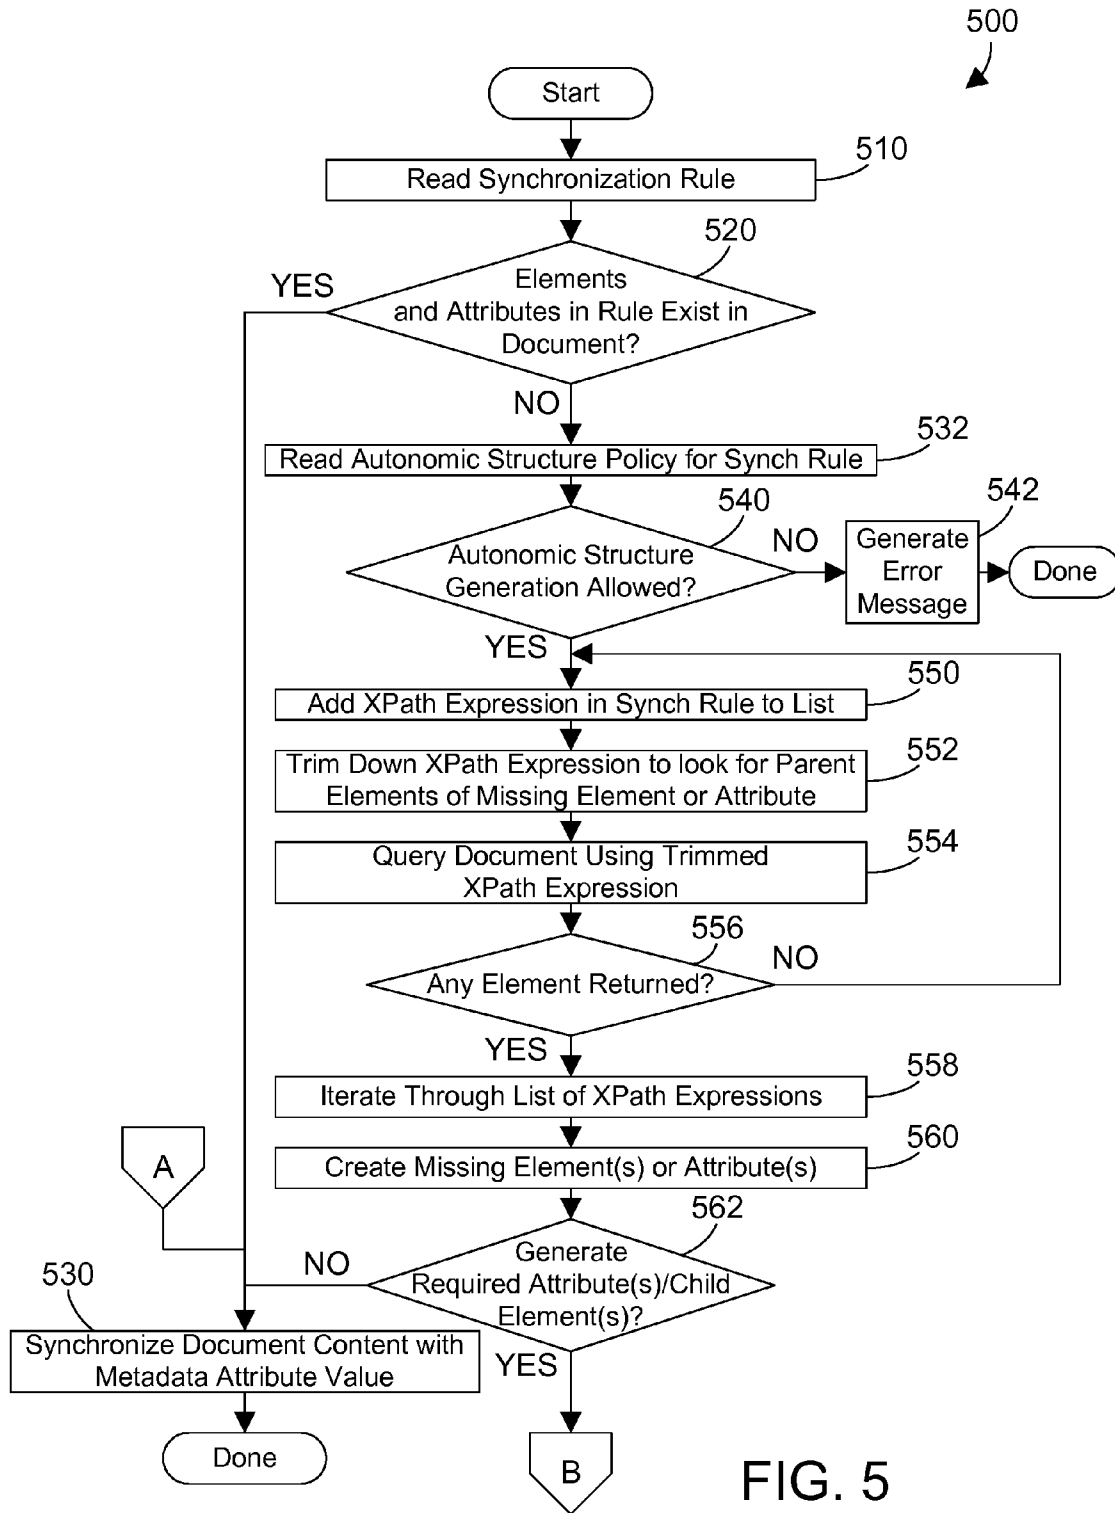 500
Start
510
Read Synchronization Rule
520
YES
Elements
and Attributes in Rule Exist in
Document?
NO
532
Read Autonomic Structure Policy for Synch Rule
540
542
Autonomic Structure
Generation Allowed?
NO
Generate
Error
Message
Done
YES
550
Add XPath Expression in Synch Rule to List
552
Trim Down XPath Expression to look for Parent
Elements of Missing Element or Attribute
554
Query Document Using Trimmed
XPath Expression
556
Any Element Returned?
NO
YES
558
Iterate Through List of XPath Expressions
560
A
Create Missing Element(s) or Attribute(s)
562
NO
Generate
Required Attribute(s)/Child
Element(s)?
530
Synchronize Document Content with
Metadata Attribute Value
YES
Done
B
FIG. 5